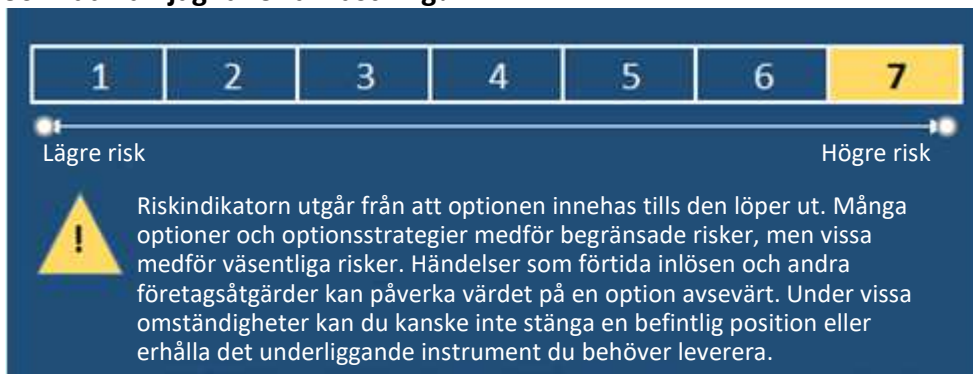 1 2 3 4 5 6 7
Lägre risk Högre risk
!
Riskindikatorn utgår från att optionen innehas tills den löper ut. Många
optioner och optionsstrategier medför begränsade risker, men vissa
medför väsentliga risker. Händelser som förtida inlösen och andra
företagsåtgärder kan påverka värdet på en option avsevärt. Under vissa
omständigheter kan du kanske inte stänga en befintlig position eller
erhålla det underliggande instrument du behöver leverera.